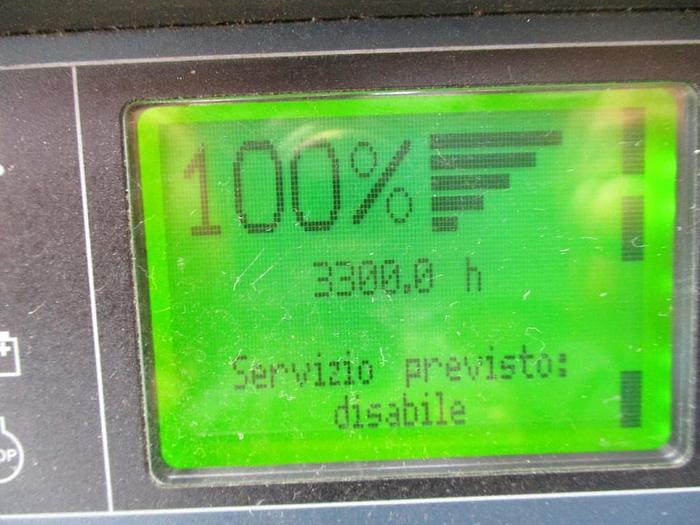 100%
3300.0 h
Servizio previsto:
disabile